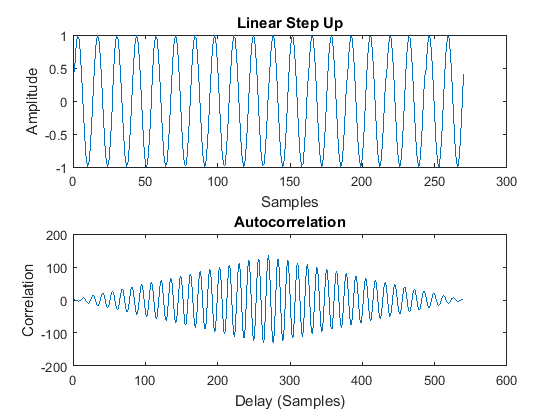 Linear Step Up
1
0.5
0
-0.5
-1
Amplitude
0 50 100 150 200 250 300
Samples
Autocorrelation
200
100
0
-100
-200
Correlation
0 100 200 300 400 500 600
Delay (Samples)